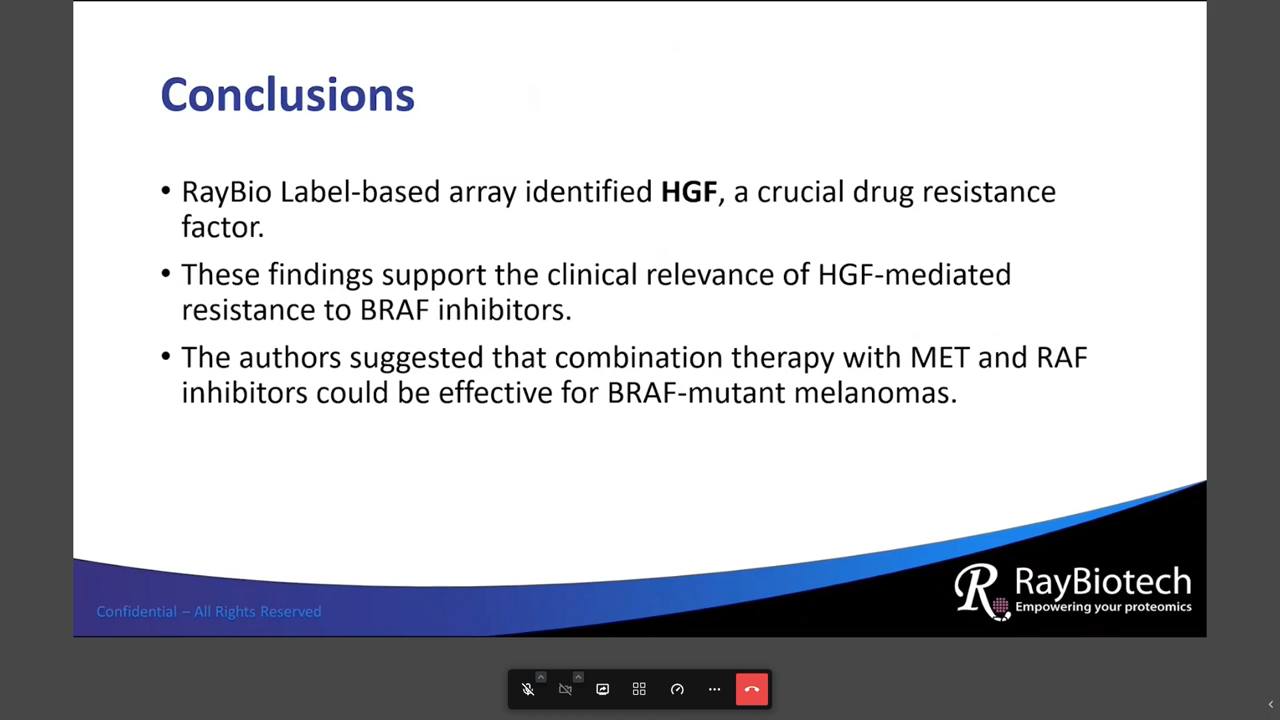 Conclusions
• RayBio Label-based array identified HGF, a crucial drug resistance
factor.
• These findings support the clinical relevance of HGF-mediated
resistance to BRAF inhibitors.
• The authors suggested that combination therapy with MET and RAF
inhibitors could be effective for BRAF-mutant melanomas.
RayBiotech
Empowering your proteomics
Confidential – All Rights Reserved